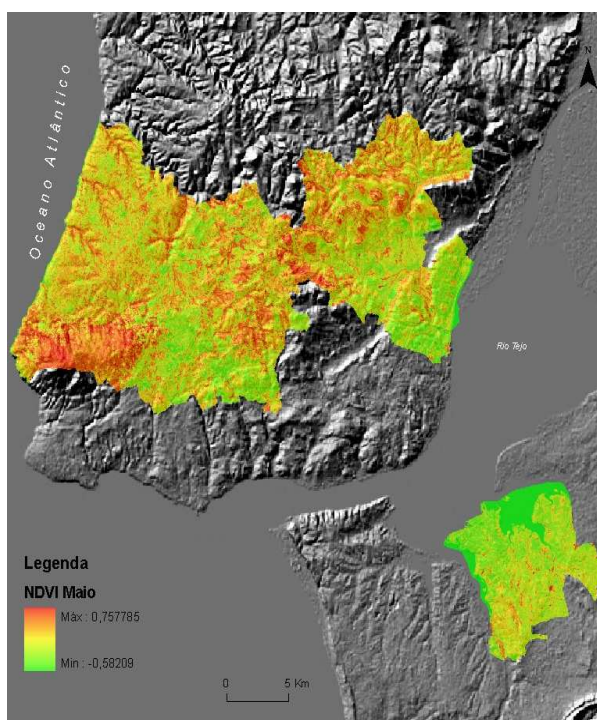 N
Oceano Atlântico
Rio Tejo
Legenda
NDVI Maio
Máx : 0,757785
Min : -0,58209
0 5 Km